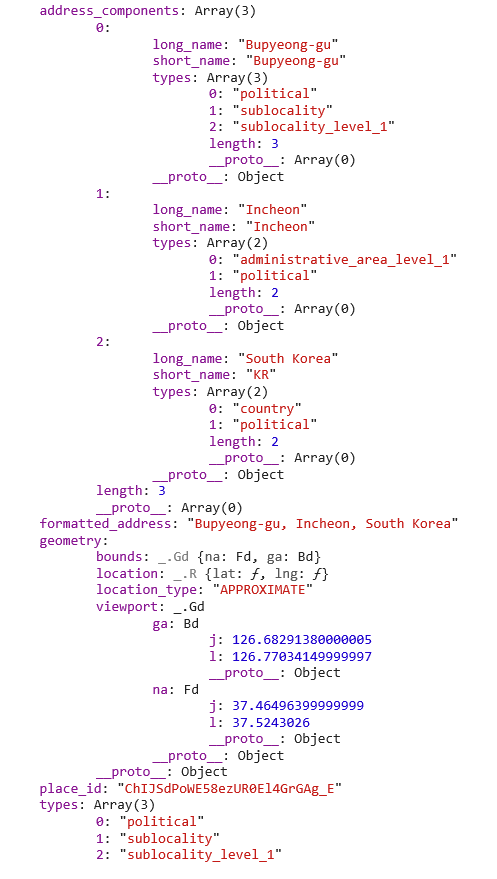 address_components: Array(3)
0:
long_name: "Bupyeong-gu"
short_name: "Bupyeong-gu"
types: Array(3)
0: "political"
1: "sublocality"
2: "sublocality_level_1"
length: 3
__proto__: Array(0)
__proto__: Object
1:
long_name: "Incheon"
short_name: "Incheon"
types: Array(2)
0: "administrative_area_level_1"
1: "political"
length: 2
__proto__: Array(0)
__proto__: Object
2:
long_name: "South Korea"
short_name: "KR"
types: Array(2)
0: "country"
1: "political"
length: 2
__proto__: Array(0)
__proto__: Object
length: 3
__proto__: Array(0)
formatted_address: "Bupyeong-gu, Incheon, South Korea"
geometry:
bounds: _.Gd {na: Fd, ga: Bd}
location: _.R {lat: ƒ, lng: ƒ}
location_type: "APPROXIMATE"
viewport: _.Gd
ga: Bd
j: 126.68291380000005
l: 126.77034149999997
__proto__: Object
na: Fd
j: 37.46496399999999
l: 37.5243026
__proto__: Object
__proto__: Object
__proto__: Object
place_id: "ChIJSdPoWE58ezUR0El4GrGAg_E"
types: Array(3)
0: "political"
1: "sublocality"
2: "sublocality_level_1"